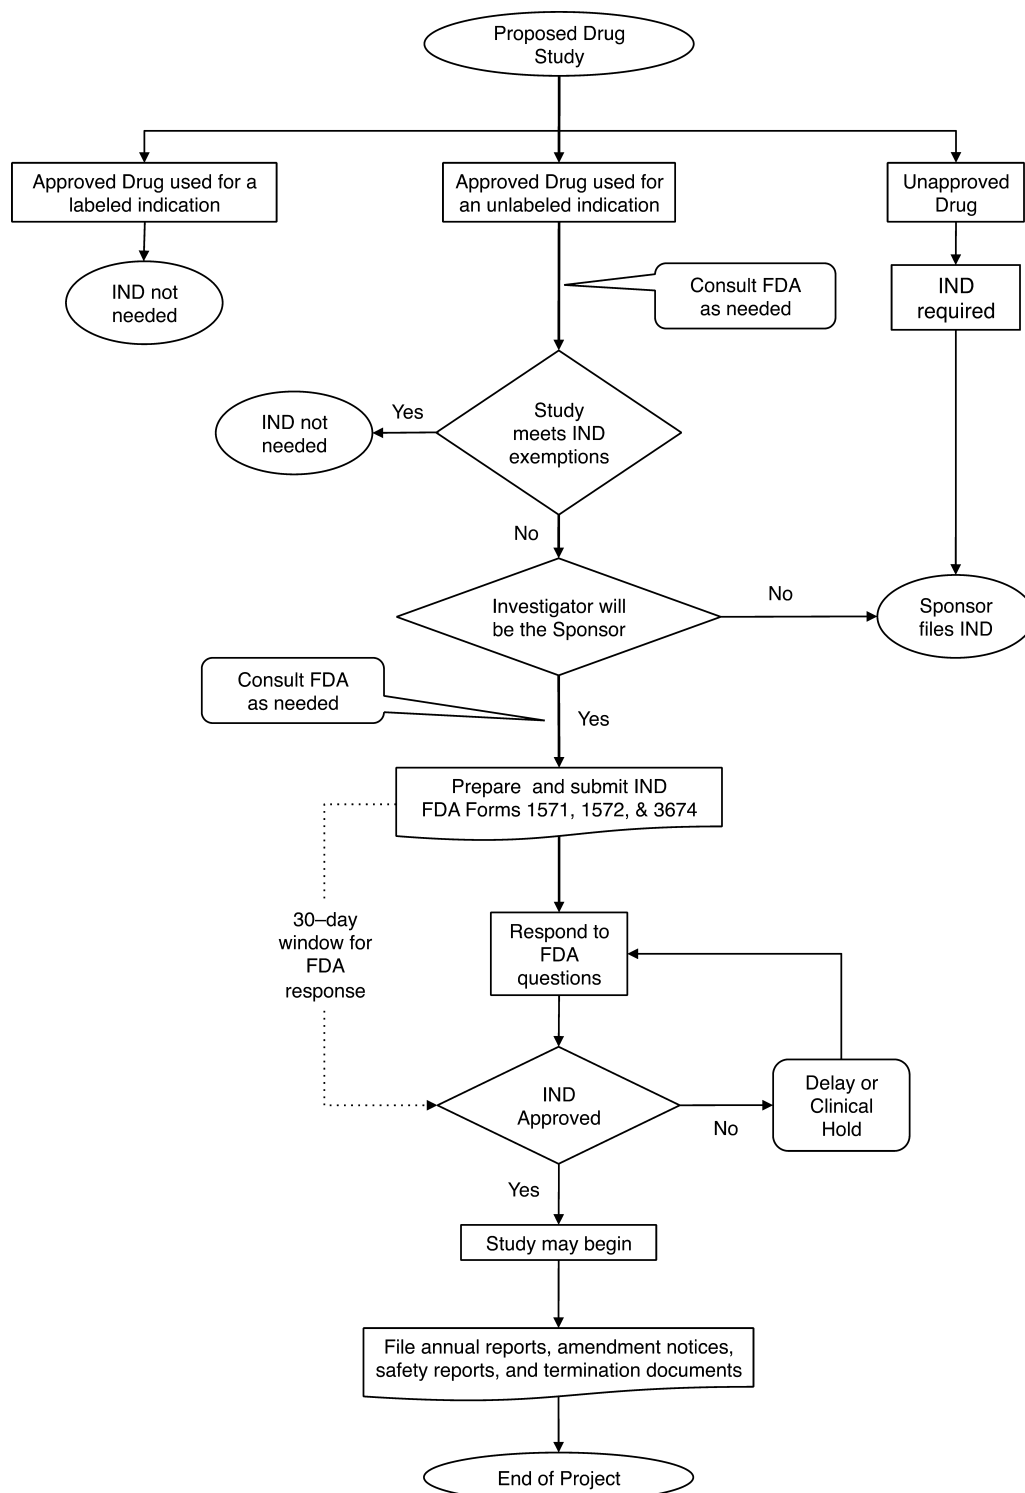 Proposed Drug
Study
Approved Drug used for a
labeled indication
Approved Drug used for
an unlabeled indication
Unapproved
Drug
IND not
needed
Consult FDA
as needed
IND
required
IND not
needed
Yes
Study
meets IND
exemptions
No
Investigator will
be the Sponsor
No
Sponsor
files IND
Consult FDA
as needed
Yes
Prepare and submit IND
FDA Forms 1571, 1572, & 3674
30–day
window for
FDA
response
Respond to
FDA
questions
IND
Approved
No
Delay or
Clinical
Hold
Yes
Study may begin
File annual reports, amendment notices,
safety reports, and termination documents
End of Project